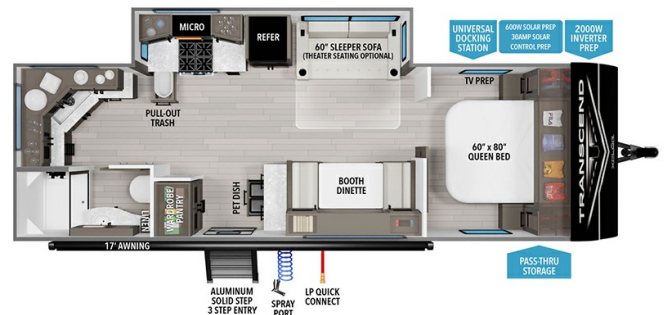 MICRO
REFER
60" SLEEPER SOFA
(THEATER SEATING OPTIONAL)
UNIVERSAL
DOCKING
STATION
600W SOLAR PREP
30AMP SOLAR
CONTROL PREP
2000W
INVERTER
PREP
TV PREP
PULL-OUT
TRASH
60" x 80"
QUEEN BED
TRANSCEND
LINEN
WARDROBE/
PANTRY
PET DISH
BOOTH
DINETTE
17' AWNING
PASS-THRU
STORAGE
ALUMINUM
SOLID STEP
3 STEP ENTRY
SPRAY
PORT
LP QUICK
CONNECT